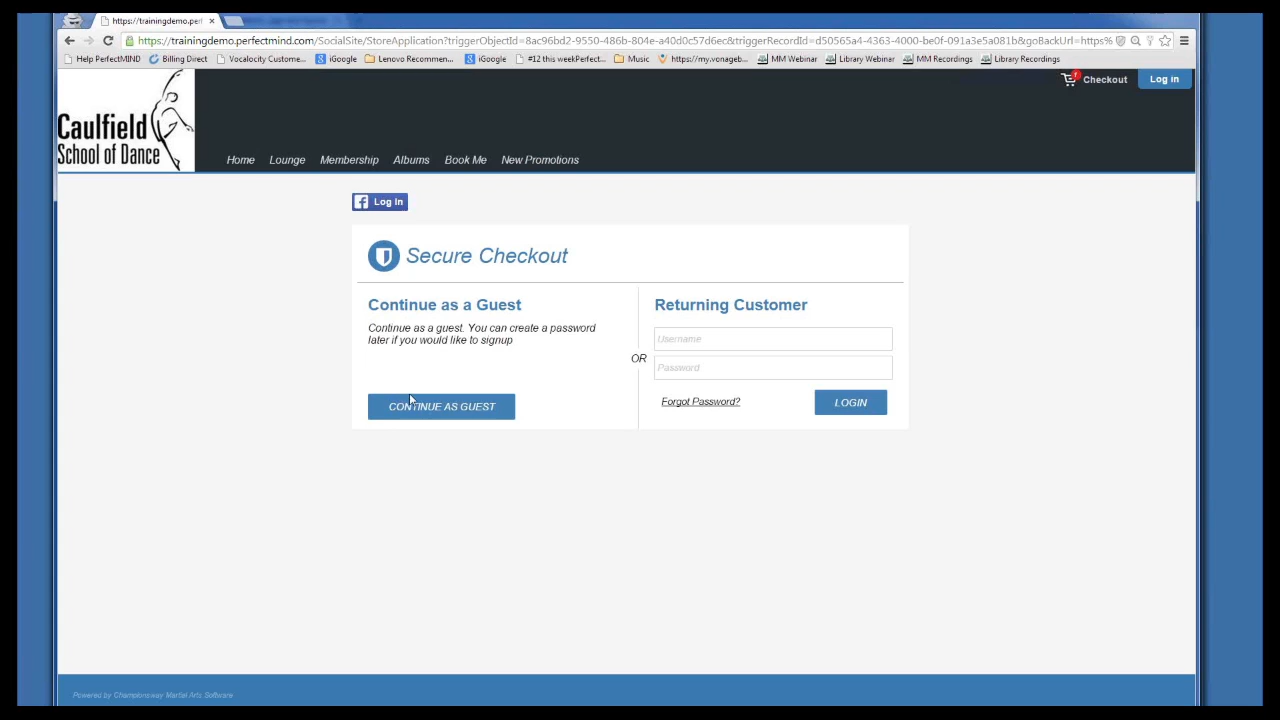 https://trainingdemo.perf
https://trainingdemo.perfectmind.com/SocialSite/StoreApplication?triggerObjectId=8ac96bd2-9550-486b-804e-a40d0c57d6ec&triggerRecordId=d50565a4-4363-4000-be0f-091a3e5a081b&goBackUrl=https%
Help PerfectMIND Billing Direct Vocalocity Custome... iGoogle Lenovo Recommen... iGoogle #12 this weekPerfect... Music https://my.vonageb... MM Webinar Library Webinar MM Recordings Library Recordings
1 Checkout Log in
Caulfield
School of Dance
Home Lounge Membership Albums Book Me New Promotions
Log In
Secure Checkout
Continue as a Guest
Continue as a guest. You can create a password
later if you would like to signup
CONTINUE AS GUEST
OR
Returning Customer
Username
Password
Forgot Password? LOGIN
Powered by Championsway Martial Arts Software